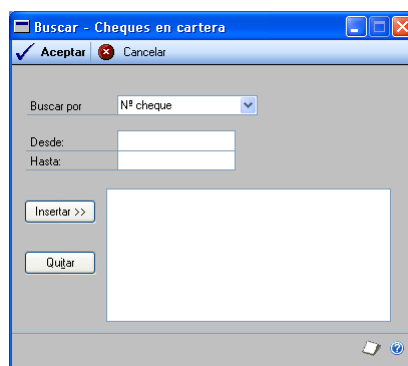 Buscar - Cheques en cartera
Aceptar Cancelar
Buscar por Nº cheque
Desde:
Hasta:
Insertar >>
Quitar